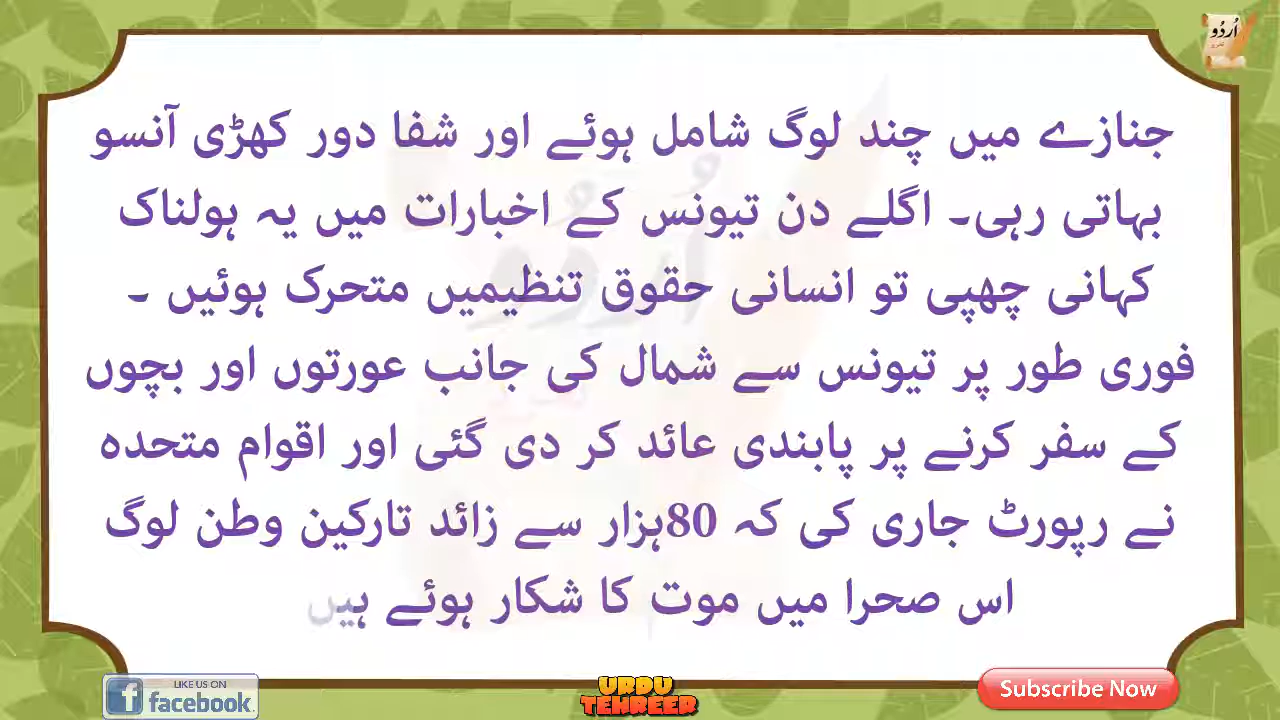 اُردُو
جنازے میں چند لوگ شامل ہوئے اور شفا دور کھڑی آنسو
بہاتی رہی۔ اگلے دن تیونس کے اخبارات میں یہ ہولناک
کہانی چھپی تو انسانی حقوق تنظیمیں متحرک ہوئیں ۔
فوری طور پر تیونس سے شمال کی جانب عورتوں اور بچوں
کے سفر کرنے پر پابندی عائد کر دی گئی اور اقوام متحدہ
نے رپورٹ جاری کی کہ 80ہزار سے زائد تارکین وطن لوگ
اس صحرا میں موت کا شکار ہوئے ہیں
LIKE US ON
facebook.
URDU
TEHREER
Subscribe Now